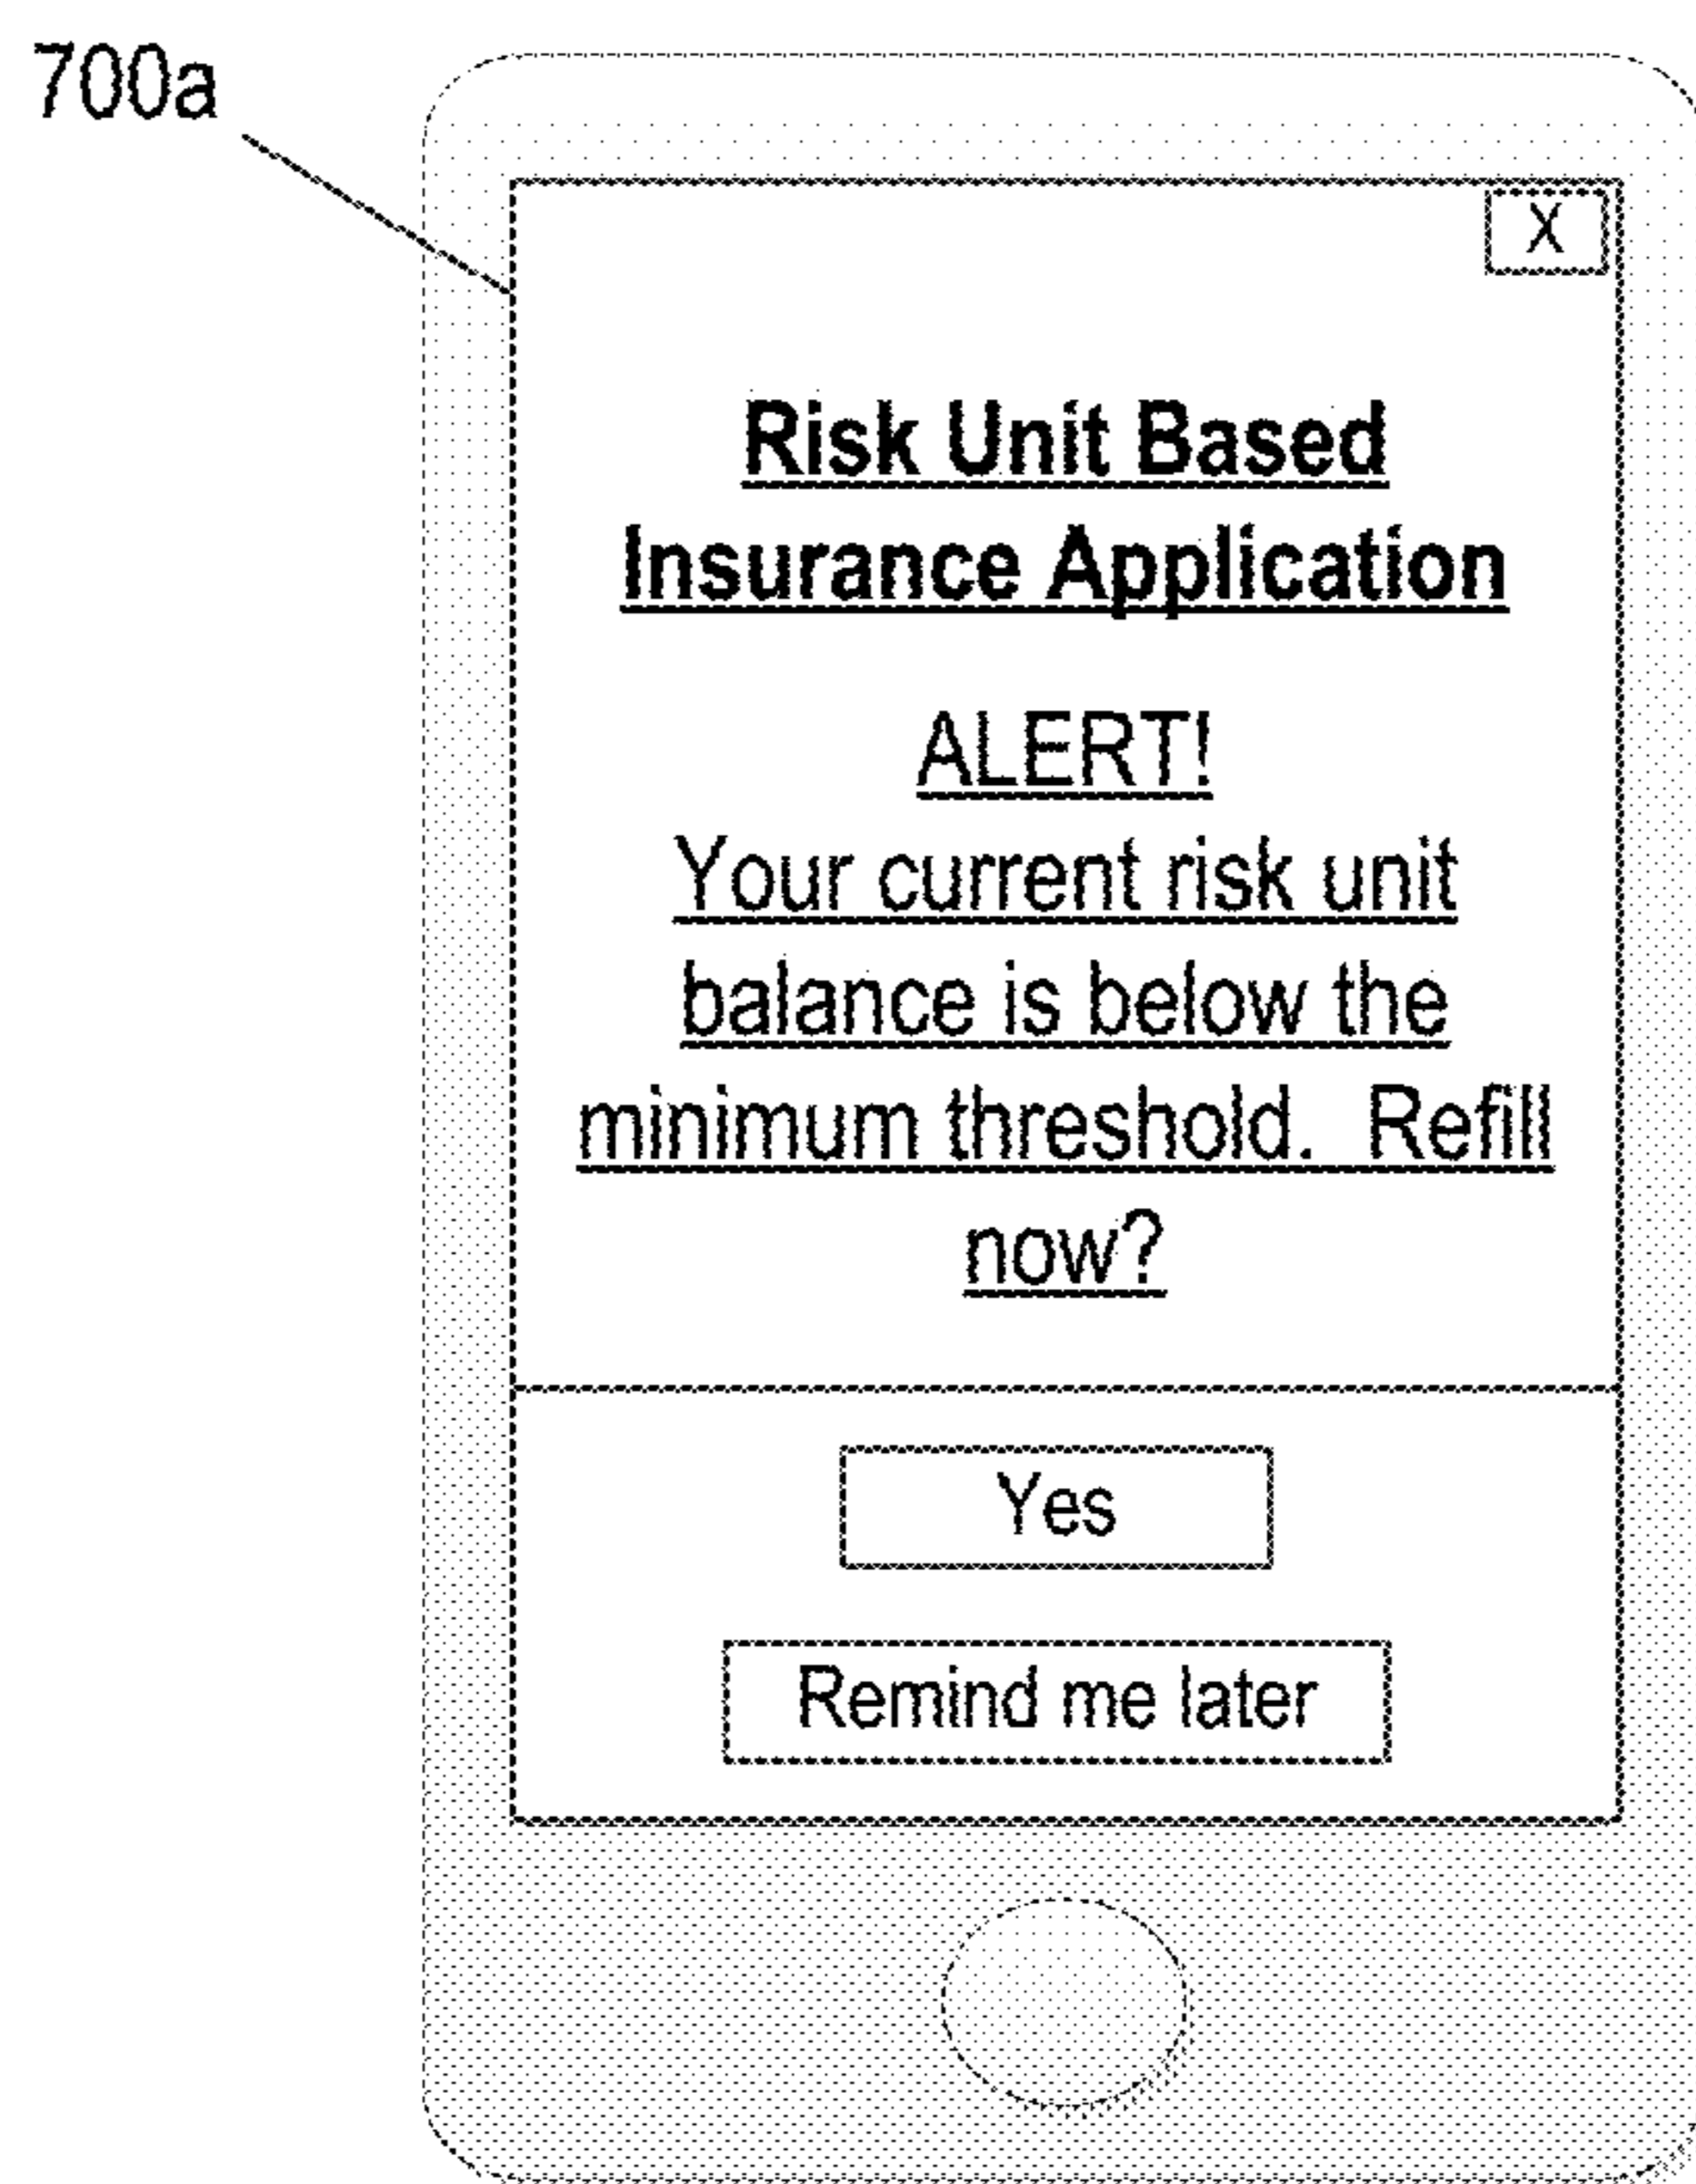 700a
X
Risk Unit Based
Insurance Application
ALERT!
Your current risk unit
balance is below the
minimum threshold.  Refill
now?
Yes
Remind me later